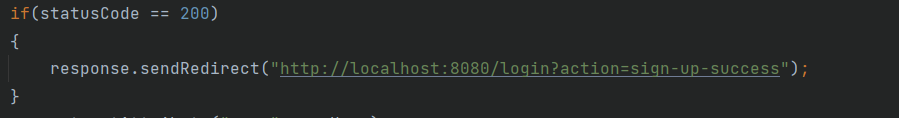 if(statusCode == 200)
{
response.sendRedirect("http://localhost:8080/login?action=sign-up-success");
}